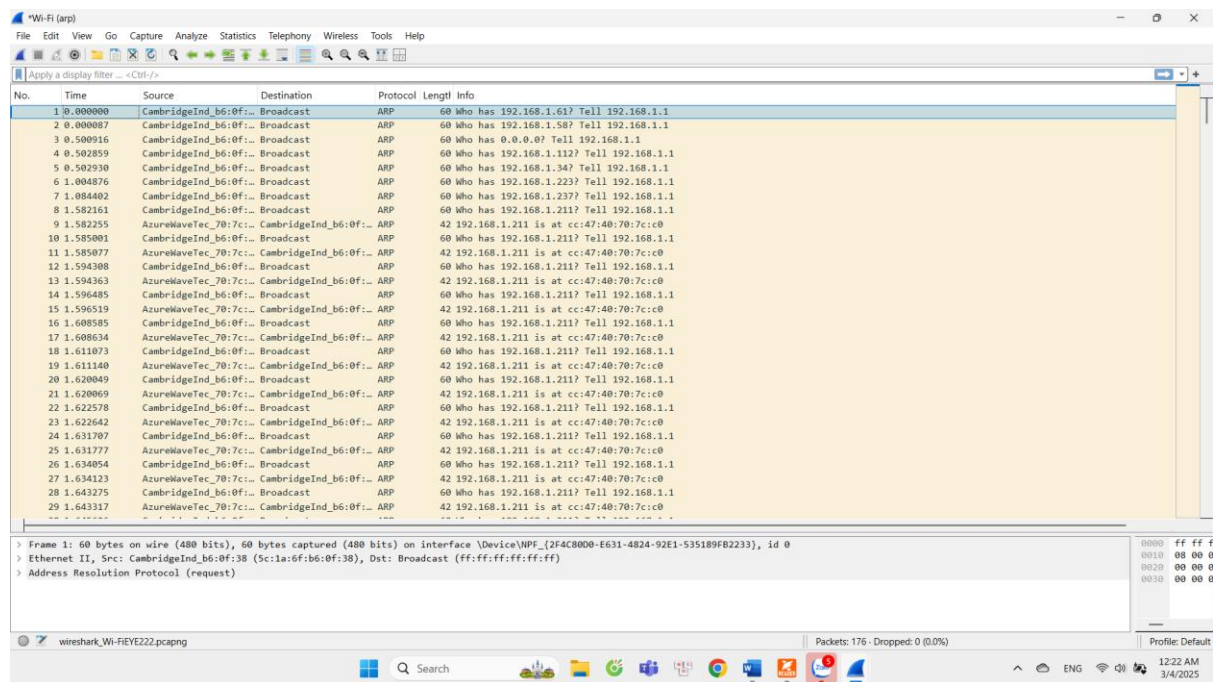 *Wi-Fi (arp)
File Edit View Go Capture Analyze Statistics Telephony Wireless Tools Help
Apply a display filter ... <Ctrl-/>
No. Time Source Destination Protocol Lengtl Info
1 0.000000 CambridgeInd_b6:0f:… Broadcast ARP 60 Who has 192.168.1.61? Tell 192.168.1.1
2 0.000087 CambridgeInd_b6:0f:… Broadcast ARP 60 Who has 192.168.1.58? Tell 192.168.1.1
3 0.500916 CambridgeInd_b6:0f:… Broadcast ARP 60 Who has 0.0.0.0? Tell 192.168.1.1
4 0.502859 CambridgeInd_b6:0f:… Broadcast ARP 60 Who has 192.168.1.112? Tell 192.168.1.1
5 0.502930 CambridgeInd_b6:0f:… Broadcast ARP 60 Who has 192.168.1.34? Tell 192.168.1.1
6 1.004876 CambridgeInd_b6:0f:… Broadcast ARP 60 Who has 192.168.1.223? Tell 192.168.1.1
7 1.084402 CambridgeInd_b6:0f:… Broadcast ARP 60 Who has 192.168.1.237? Tell 192.168.1.1
8 1.582161 CambridgeInd_b6:0f:… Broadcast ARP 60 Who has 192.168.1.211? Tell 192.168.1.1
9 1.582255 AzureWaveTec_70:7c:… CambridgeInd_b6:0f:… ARP 42 192.168.1.211 is at cc:47:40:70:7c:c0
10 1.585001 CambridgeInd_b6:0f:… Broadcast ARP 60 Who has 192.168.1.211? Tell 192.168.1.1
11 1.585077 AzureWaveTec_70:7c:… CambridgeInd_b6:0f:… ARP 42 192.168.1.211 is at cc:47:40:70:7c:c0
12 1.594308 CambridgeInd_b6:0f:… Broadcast ARP 60 Who has 192.168.1.211? Tell 192.168.1.1
13 1.594363 AzureWaveTec_70:7c:… CambridgeInd_b6:0f:… ARP 42 192.168.1.211 is at cc:47:40:70:7c:c0
14 1.596485 CambridgeInd_b6:0f:… Broadcast ARP 60 Who has 192.168.1.211? Tell 192.168.1.1
15 1.596519 AzureWaveTec_70:7c:… CambridgeInd_b6:0f:… ARP 42 192.168.1.211 is at cc:47:40:70:7c:c0
16 1.608585 CambridgeInd_b6:0f:… Broadcast ARP 60 Who has 192.168.1.211? Tell 192.168.1.1
17 1.608634 AzureWaveTec_70:7c:… CambridgeInd_b6:0f:… ARP 42 192.168.1.211 is at cc:47:40:70:7c:c0
18 1.611073 CambridgeInd_b6:0f:… Broadcast ARP 60 Who has 192.168.1.211? Tell 192.168.1.1
19 1.611140 AzureWaveTec_70:7c:… CambridgeInd_b6:0f:… ARP 42 192.168.1.211 is at cc:47:40:70:7c:c0
20 1.620049 CambridgeInd_b6:0f:… Broadcast ARP 60 Who has 192.168.1.211? Tell 192.168.1.1
21 1.620069 AzureWaveTec_70:7c:… CambridgeInd_b6:0f:… ARP 42 192.168.1.211 is at cc:47:40:70:7c:c0
22 1.622578 CambridgeInd_b6:0f:… Broadcast ARP 60 Who has 192.168.1.211? Tell 192.168.1.1
23 1.622642 AzureWaveTec_70:7c:… CambridgeInd_b6:0f:… ARP 42 192.168.1.211 is at cc:47:40:70:7c:c0
24 1.631707 CambridgeInd_b6:0f:… Broadcast ARP 60 Who has 192.168.1.211? Tell 192.168.1.1
25 1.631777 AzureWaveTec_70:7c:… CambridgeInd_b6:0f:… ARP 42 192.168.1.211 is at cc:47:40:70:7c:c0
26 1.634054 CambridgeInd_b6:0f:… Broadcast ARP 60 Who has 192.168.1.211? Tell 192.168.1.1
27 1.634123 AzureWaveTec_70:7c:… CambridgeInd_b6:0f:… ARP 42 192.168.1.211 is at cc:47:40:70:7c:c0
28 1.643275 CambridgeInd_b6:0f:… Broadcast ARP 60 Who has 192.168.1.211? Tell 192.168.1.1
29 1.643317 AzureWaveTec_70:7c:… CambridgeInd_b6:0f:… ARP 42 192.168.1.211 is at cc:47:40:70:7c:c0
> Frame 1: 60 bytes on wire (480 bits), 60 bytes captured (480 bits) on interface \Device\NPF_{2F4C80D0-E631-4824-92E1-535189FB2233}, id 0
> Ethernet II, Src: CambridgeInd_b6:0f:38 (5c:1a:6f:b6:0f:38), Dst: Broadcast (ff:ff:ff:ff:ff:ff)
> Address Resolution Protocol (request)
0000 ff ff f
0010 08 00 0
0020 00 00 0
0030 00 00 0
wireshark_Wi-FiEYE222.pcapng Packets: 176 · Dropped: 0 (0.0%) Profile: Default
Search
Zalo 5
ENG
12:22 AM
3/4/2025